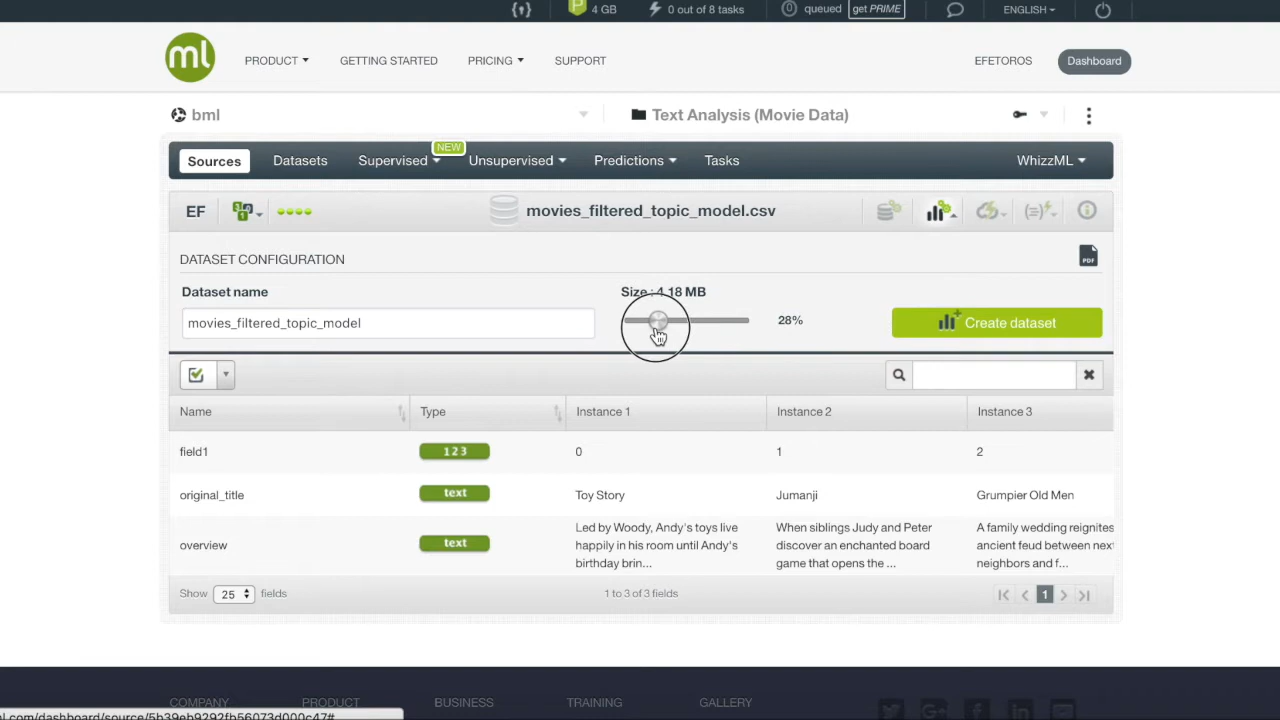 4 GB
0 out of 8 tasks
0 queued
get PRIME
ENGLISH
ml
PRODUCT
GETTING STARTED
PRICING
SUPPORT
EFETOROS
Dashboard
bml
Text Analysis (Movie Data)
NEW
Sources
Datasets
Supervised
Unsupervised
Predictions
Tasks
WhizzML
EF
movies_filtered_topic_model.csv
DATASET CONFIGURATION
PDF
Dataset name
Size : 4.18 MB
movies_filtered_topic_model
28%
Create dataset
Name
Type
Instance 1
Instance 2
Instance 3
field1
1 2 3
0
1
2
original_title
text
Toy Story
Jumanji
Grumpier Old Men
overview
text
Led by Woody, Andy's toys live
happily in his room until Andy's
birthday brin...
When siblings Judy and Peter
discover an enchanted board
game that opens the ...
A family wedding reignites
ancient feud between next
neighbors and f...
Show 25 fields
1 to 3 of 3 fields
1
COMPANY
PRODUCT
BUSINESS
TRAINING
GALLERY